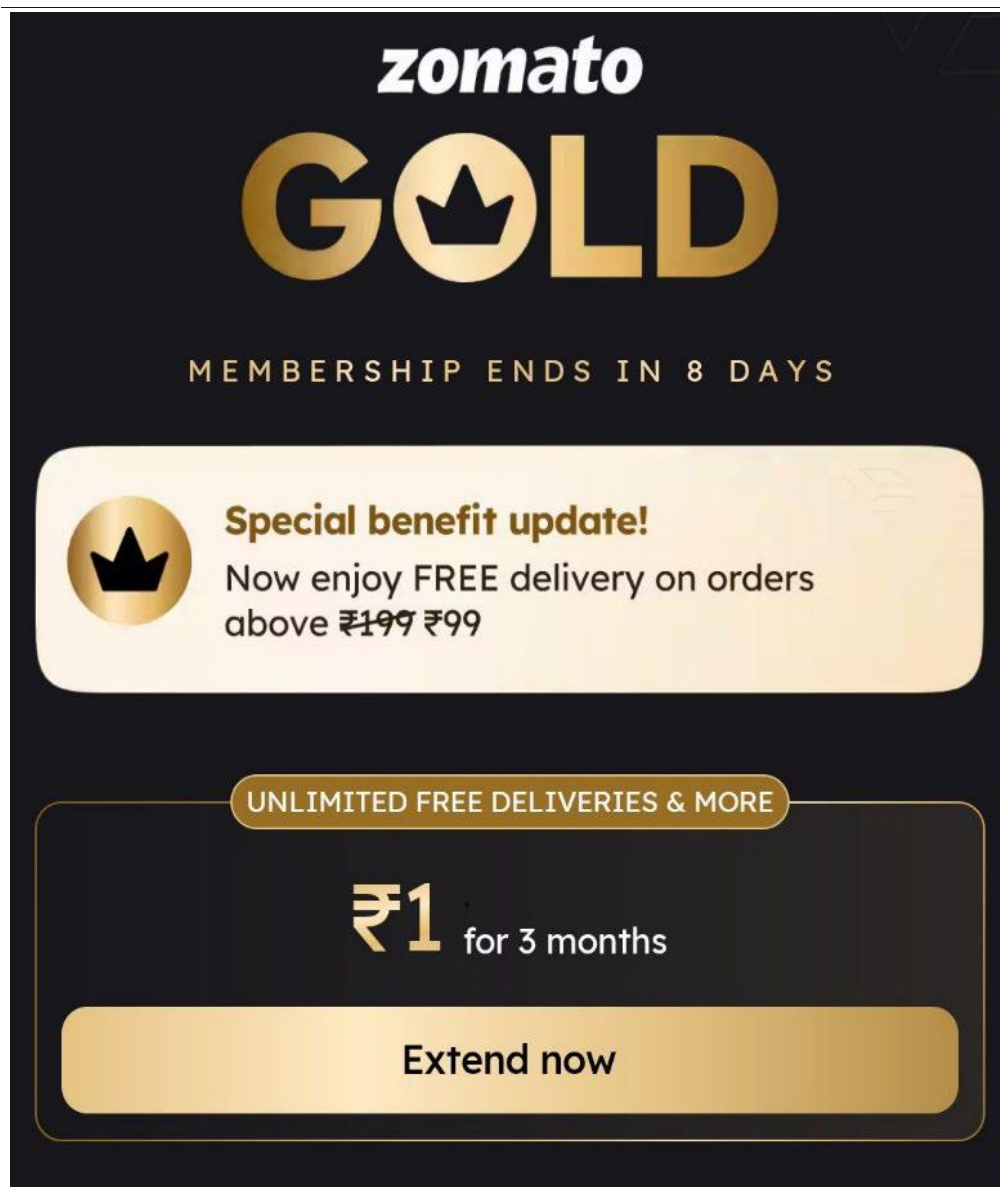 zomato
GOLD
MEMBERSHIP ENDS IN 8 DAYS
Special benefit update!
Now enjoy FREE delivery on orders
above ₹199 ₹99
UNLIMITED FREE DELIVERIES & MORE
₹1 for 3 months
Extend now